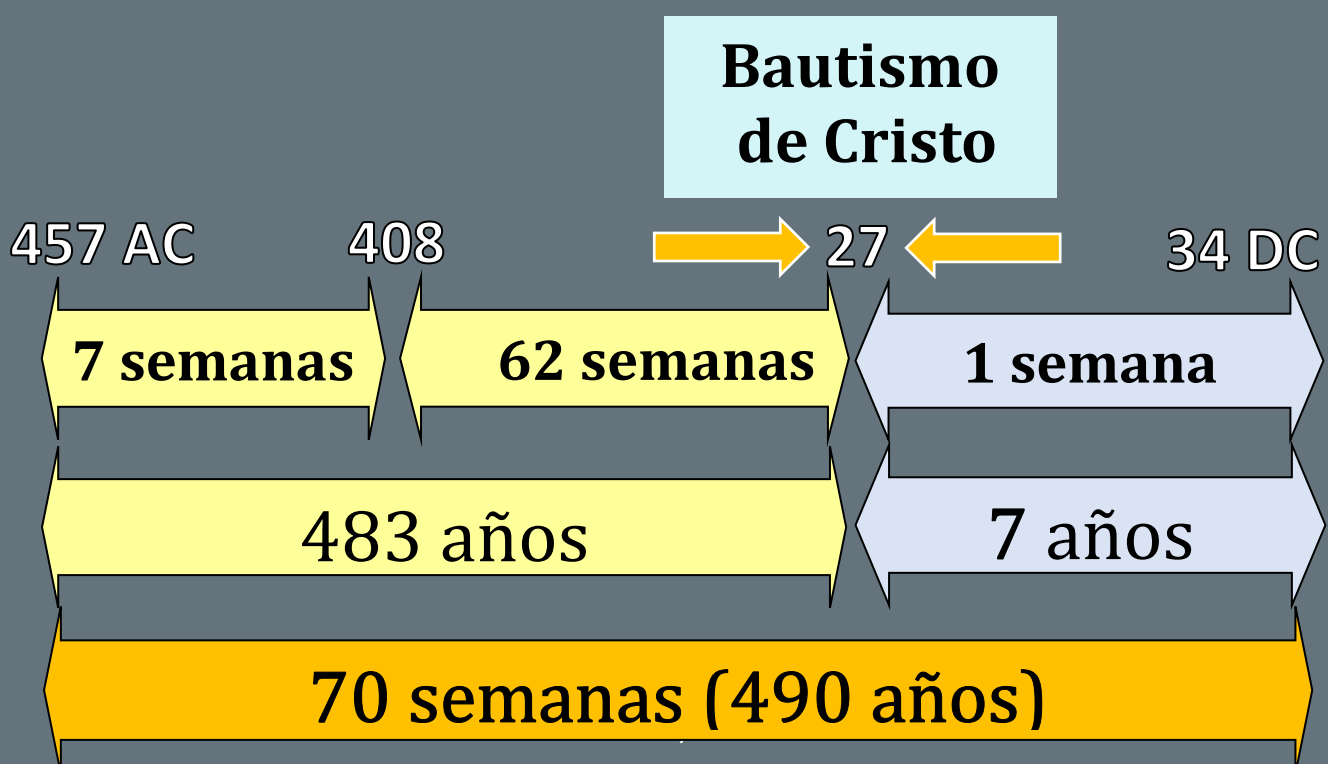 Bautismo
de Cristo
457 AC 408 27 34 DC
7 semanas 62 semanas 1 semana
483 años 7 años
70 semanas (490 años)